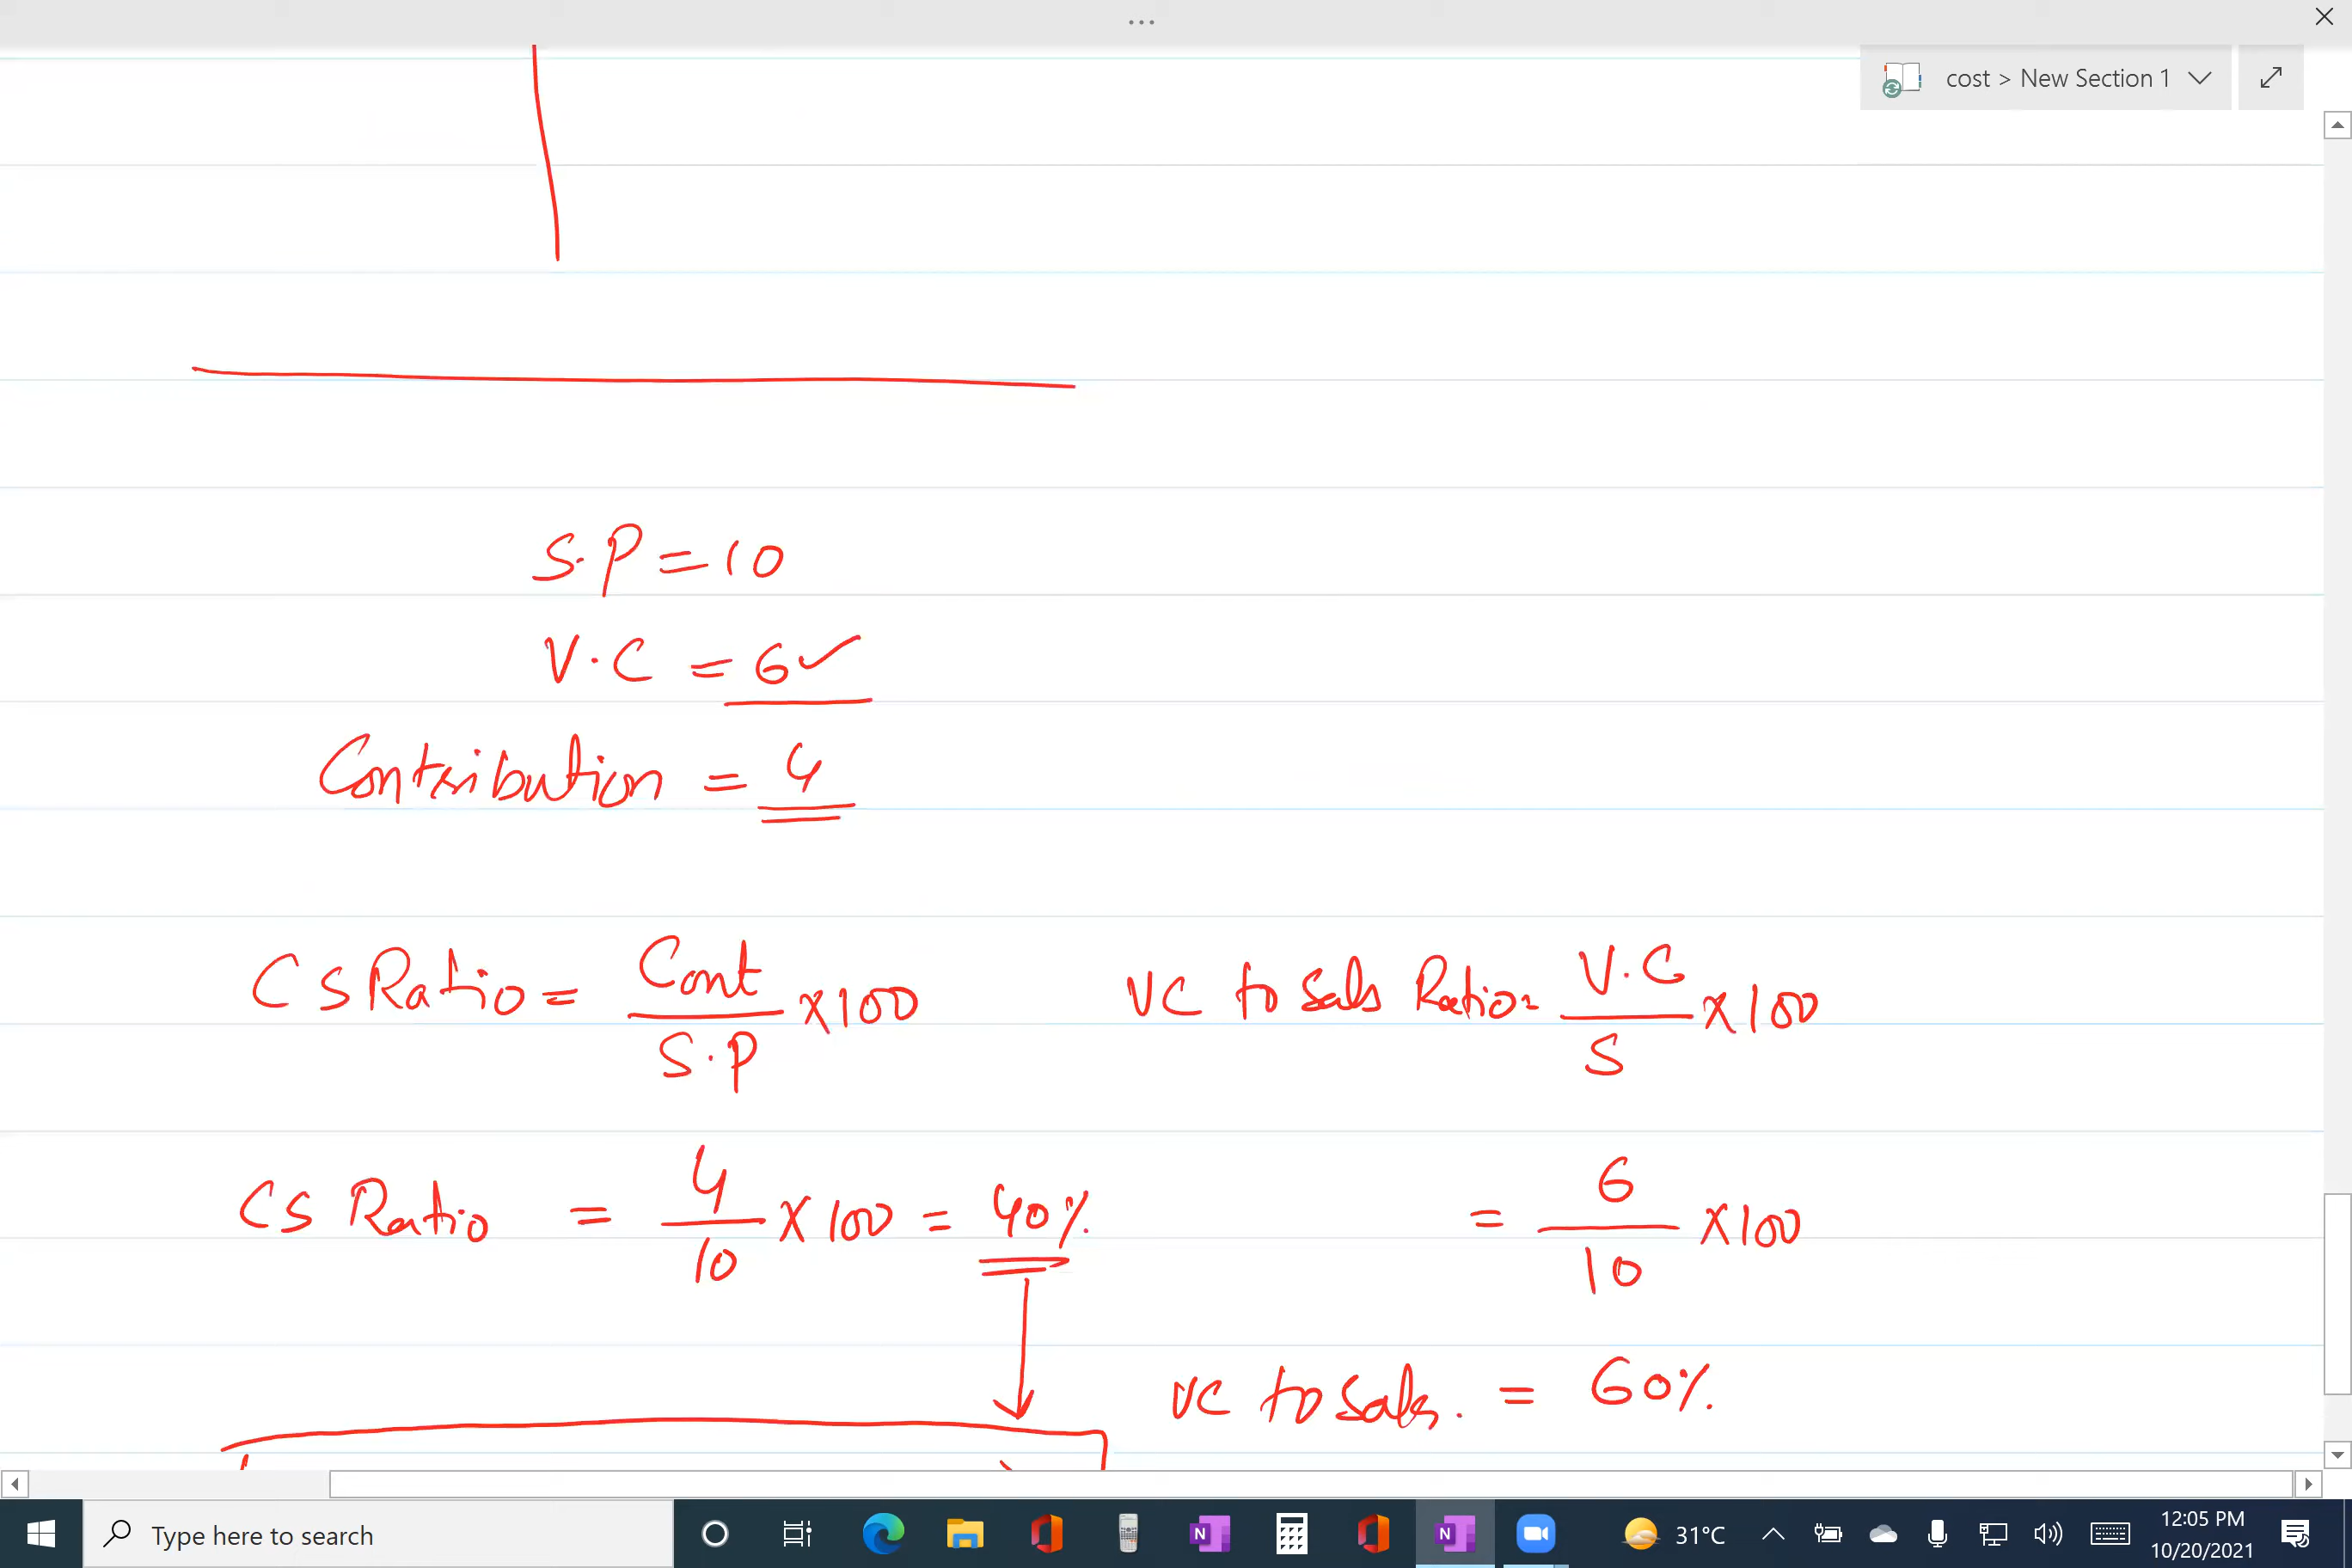 cost > New Section 1
S.P = 10
V.C = 6 ✓
Contribution = 4
CS Ratio = Cont / S.P × 100
VC to Sales Ratio = V.C / S × 100
CS Ratio = 4 / 10 × 100 = 40%
= 6 / 10 × 100
VC to Sales. = 60%
Type here to search
31°C
12:05 PM
10/20/2021